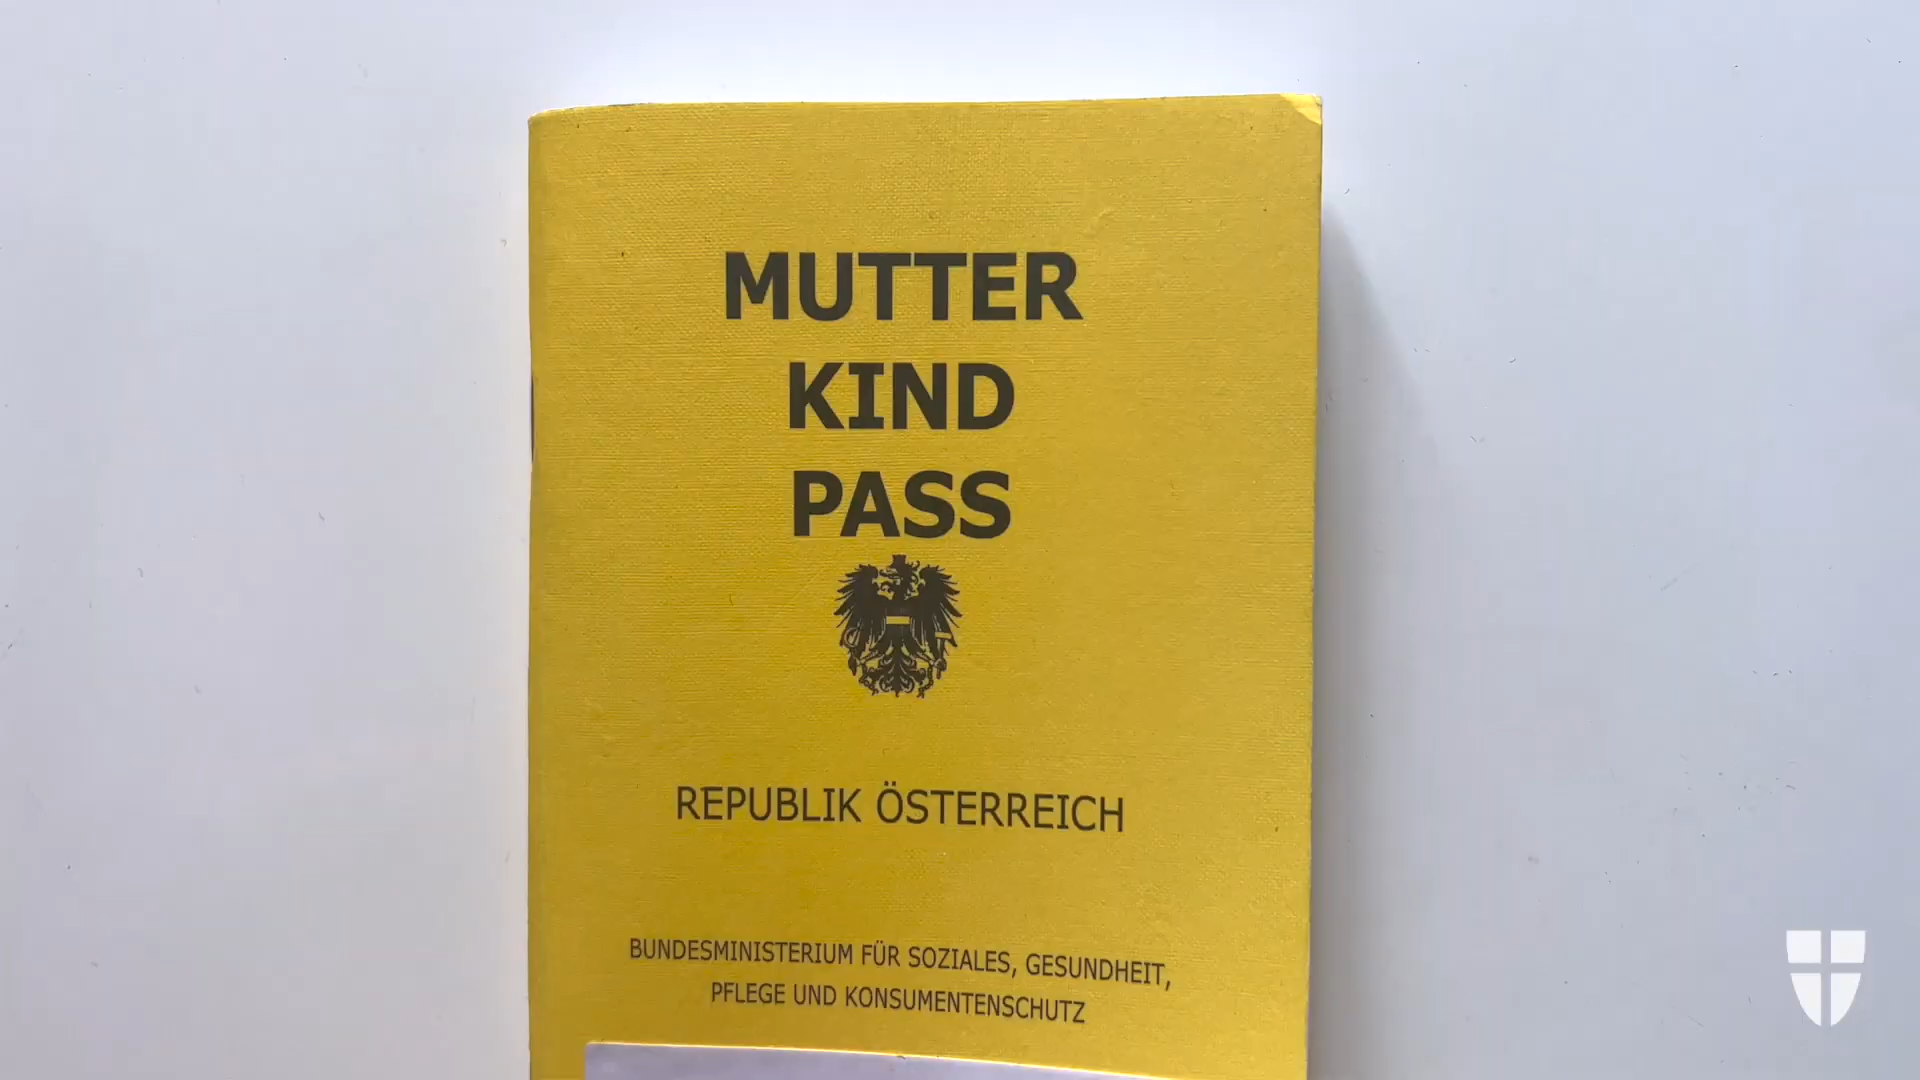 MUTTER
KIND
PASS
REPUBLIK ÖSTERREICH
BUNDESMINISTERIUM FÜR SOZIALES, GESUNDHEIT,
PFLEGE UND KONSUMENTENSCHUTZ